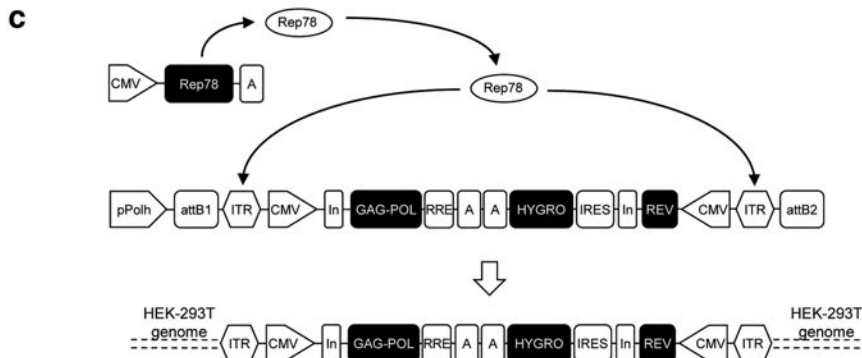 c
Rep78
CMV Rep78 A
Rep78
pPolh attB1 ITR CMV In GAG-POL RRE A A HYGRO IRES In REV CMV ITR attB2
HEK-293T
genome
HEK-293T
genome
ITR CMV In GAG-POL RRE A A HYGRO IRES In REV CMV ITR